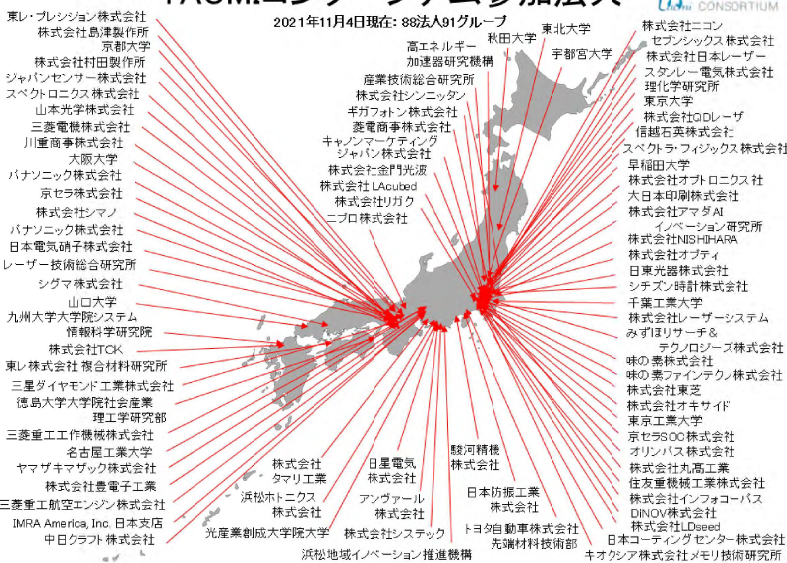 TACMIコンソーシアム参加法人
CONSORTIUM
2021年11月4日現在: 88法人91グループ
東レ・プレシジョン株式会社
株式会社島津製作所
京都大学
株式会社村田製作所
ジャパンセンサー株式会社
スペクトロニクス株式会社
山本光学株式会社
三菱電機株式会社
川重商事株式会社
大阪大学
パナソニック株式会社
京セラ株式会社
株式会社シマノ
パナソニック株式会社
日本電気硝子株式会社
レーザー技術総合研究所
シグマ株式会社
山口大学
九州大学大学院システム
情報科学研究院
株式会社TCK
東レ株式会社 複合材料研究所
三星ダイヤモンド工業株式会社
徳島大学大学院社会産業
理工学研究部
三菱重工工作機械株式会社
名古屋工業大学
ヤマザキマザック株式会社
株式会社豊電子工業
三菱重工航空エンジン株式会社
IMRA America, Inc. 日本支店
中日クラフト株式会社
高エネルギー
加速器研究機構
産業技術総合研究所
株式会社シンニッタン
ギガフォトン株式会社
菱電商事株式会社
キャノンマーケティング
ジャパン株式会社
株式会社金門光波
株式会社LAcubed
株式会社リガク
ニプロ株式会社
秋田大学
東北大学
宇都宮大学
株式会社ニコン
セブンシックス株式会社
株式会社日本レーザー
スタンレー電気株式会社
理化学研究所
東京大学
株式会社QDレーザ
信越石英株式会社
スペクトラ・フィジックス株式会社
早稲田大学
株式会社オプトロニクス社
大日本印刷株式会社
株式会社アマダAI
イノベーション研究所
株式会社NISHIHARA
株式会社オプティ
日東光器株式会社
シチズン時計株式会社
千葉工業大学
株式会社レーザーシステム
みずほリサーチ&
テクノロジーズ株式会社
味の素株式会社
味の素ファインテクノ株式会社
株式会社東芝
株式会社オキサイド
東京工業大学
京セラSOC株式会社
オリンパス株式会社
株式会社丸髙工業
住友重機械工業株式会社
株式会社インフォコーパス
DINOV株式会社
株式会社LDseed
日本コーティングセンター株式会社
キオクシア株式会社メモリ技術研究所
株式会社
タマリ工業
浜松ホトニクス
株式会社
光産業創成大学院大学
日星電気
株式会社
アンヴァール
株式会社
株式会社システック
浜松地域イノベーション推進機構
駿河精機
株式会社
日本防振工業
株式会社
トヨタ自動車株式会社
先端材料技術部